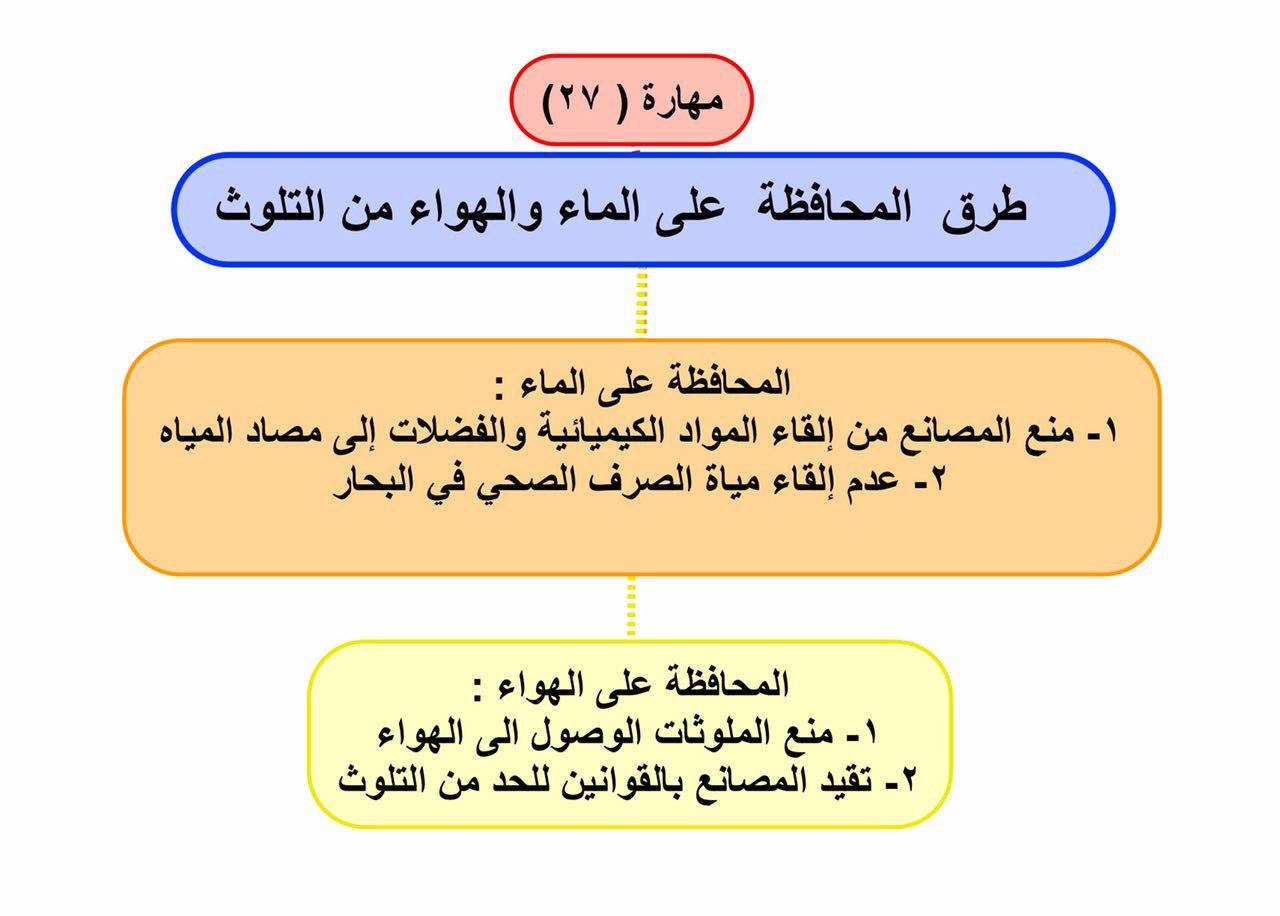 مهارة ( ٢٧)
طرق المحافظة على الماء والهواء من التلوث
المحافظة على الماء :
١- منع المصانع من إلقاء المواد الكيميائية والفضلات إلى مصاد المياه
٢- عدم إلقاء مياة الصرف الصحي في البحار
المحافظة على الهواء :
١- منع الملوثات الوصول الى الهواء
٢- تقيد المصانع بالقوانين للحد من التلوث